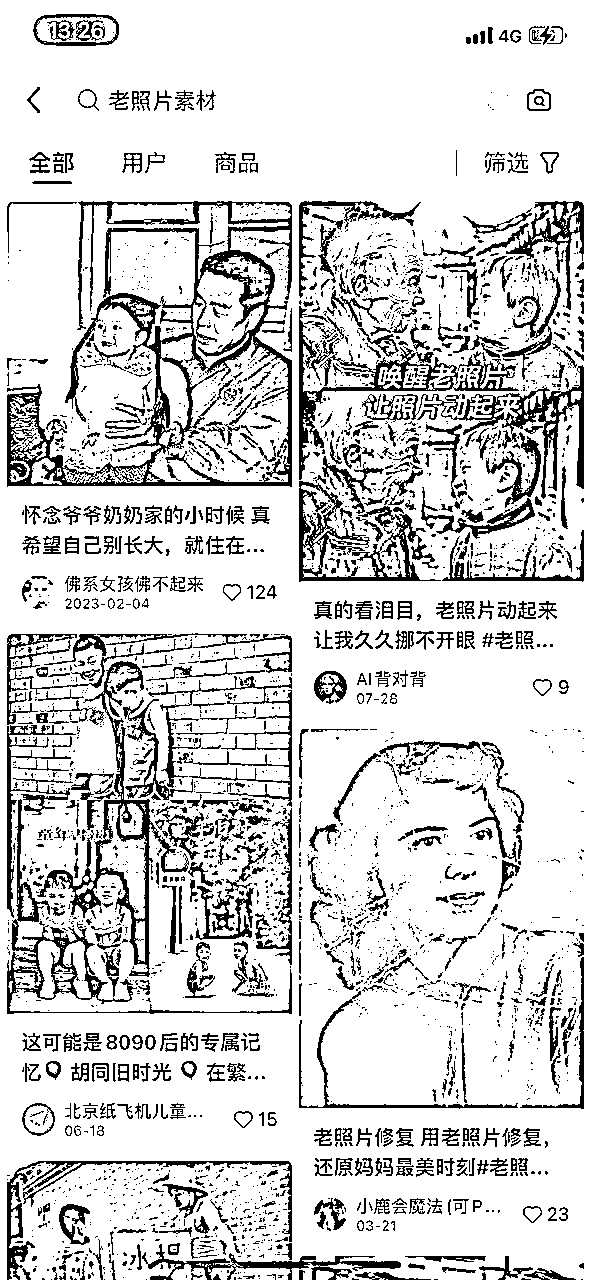 13:26
4G
老照片素材
全部
用户
商品
筛选
怀念爷爷奶奶家的小时候 真
希望自己别长大，就住在...
佛系女孩佛不起来
2023-02-04
124
唤醒老照片
让照片动起来
真的看泪目，老照片动起来
让我久久挪不开眼 #老照...
AI背对背
07-28
9
这可能是8090后的专属记
忆 胡同旧时光 在繁...
北京纸飞机儿童...
06-13
15
老照片修复 用老照片修复，
还原妈妈最美时刻#老照...
小鹿会魔法(可P...
03-21
23